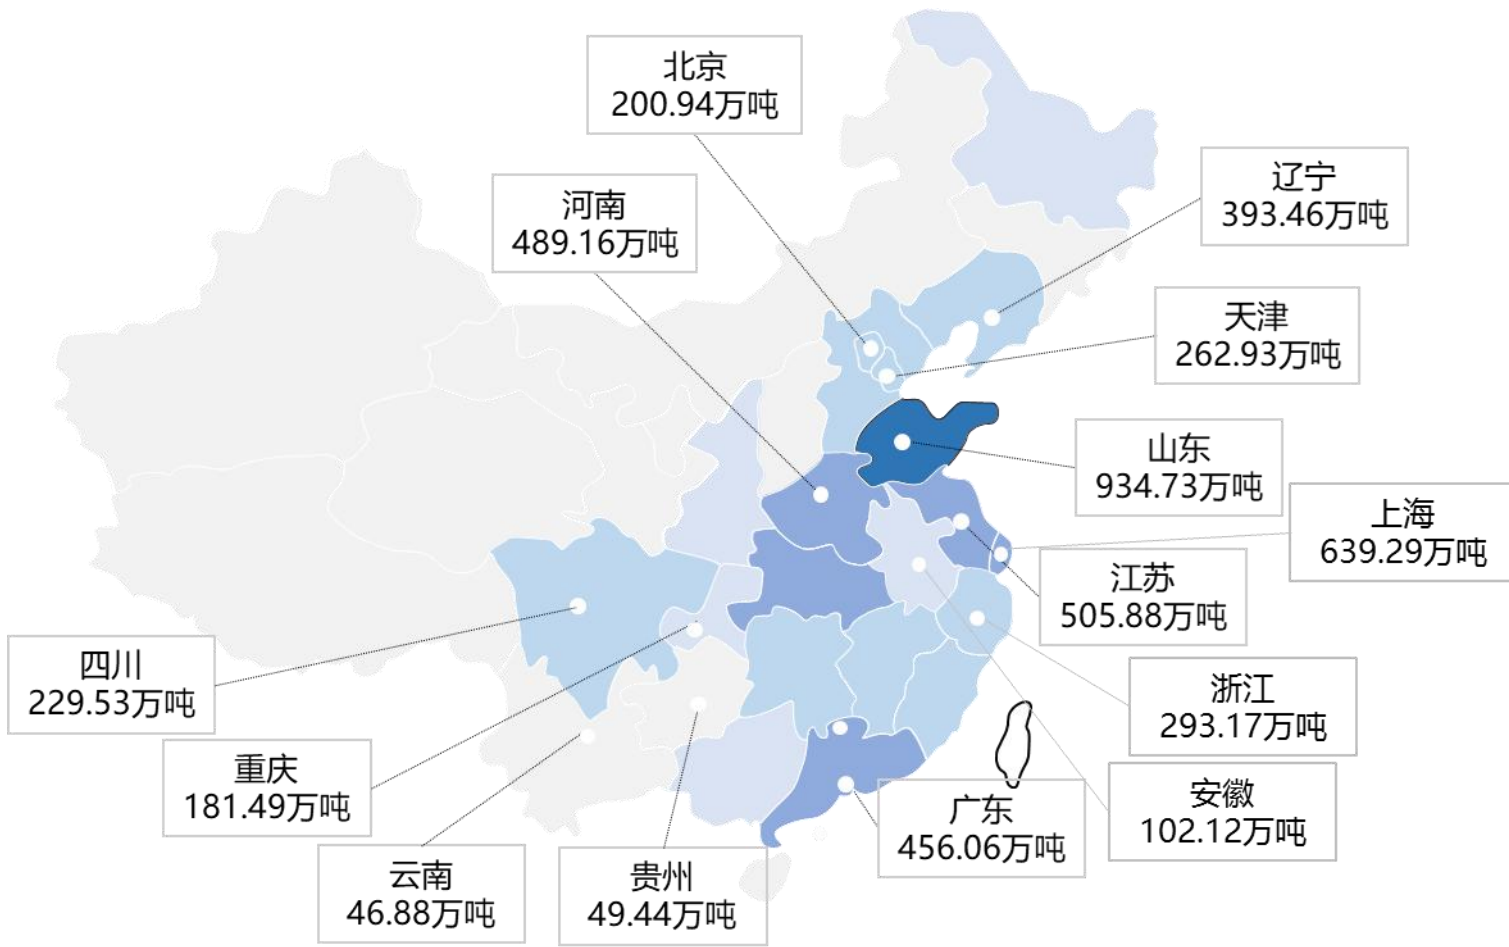 北京
200.94万吨
辽宁
393.46万吨
河南
489.16万吨
天津
262.93万吨
山东
934.73万吨
上海
639.29万吨
江苏
505.88万吨
四川
229.53万吨
浙江
293.17万吨
重庆
181.49万吨
安徽
102.12万吨
广东
456.06万吨
云南
46.88万吨
贵州
49.44万吨